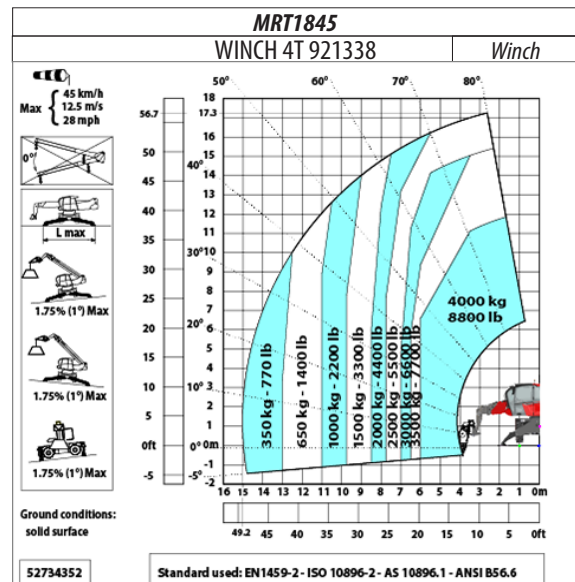 MRT1845
WINCH 4T 921338
Winch
Max
45 km/h
12.5 m/s
28 mph
0°
L max
1.75% (1°) Max
1.75% (1°) Max
1.75% (1°) Max
Ground conditions:
solid surface
52734352
50° 60° 70° 80°
40°
30°
20°
10°
0°
-5°
56.7
50
45
40
35
30
25
20
15
10
5
0ft
-5
18
17.3
16
15
14
13
12
11
10
9
8
7
6
5
4
3
2
1
0m
-1
-2
350 kg - 770 lb
650 kg - 1400 lb
1000 kg - 2200 lb
1500 kg - 3300 lb
2000 kg - 4400 lb
2500 kg - 5500 lb
3000 kg - 6600 lb
3500 kg - 7700 lb
4000 kg
8800 lb
16 15 14 13 12 11 10 9 8 7 6 5 4 3 2 1 0m
49.2 45 40 35 30 25 20 15 10 5 0ft
Standard used: EN1459-2 - ISO 10896-2 - AS 10896.1 - ANSI B56.6